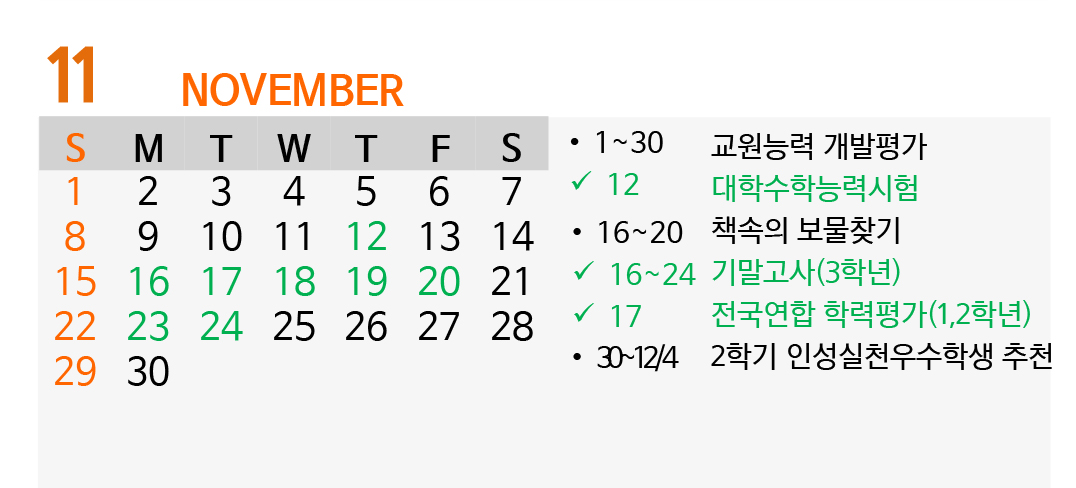 11 NOVEMBER
S M T W T F S
1 2 3 4 5 6 7
8 9 10 11 12 13 14
15 16 17 18 19 20 21
22 23 24 25 26 27 28
29 30
• 1~30 교원능력 개발평가
✓ 12 대학수학능력시험
• 16~20 책속의 보물찾기
✓ 16~24 기말고사(3학년)
✓ 17 전국연합 학력평가(1,2학년)
• 30~12/4 2학기 인성실천우수학생 추천